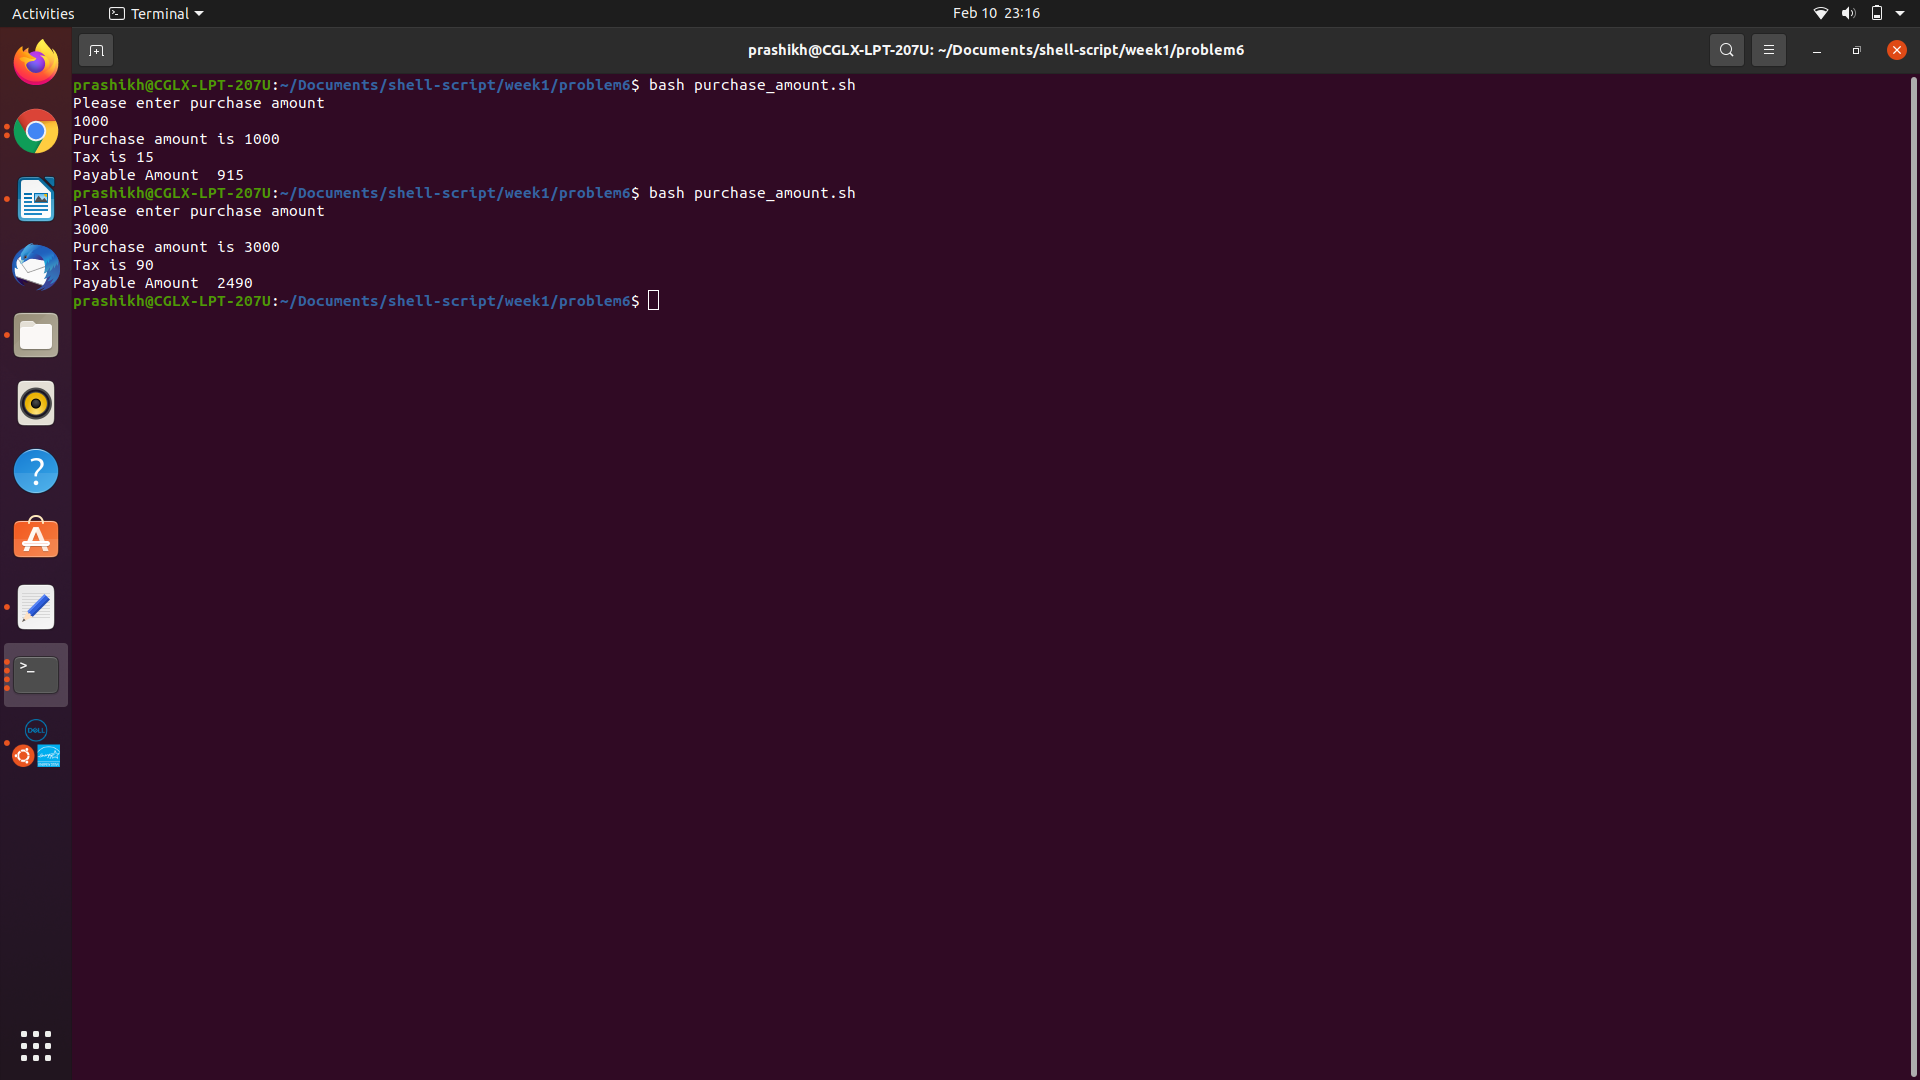 Activities Terminal Feb 10 23:16
prashikh@CGLX-LPT-207U: ~/Documents/shell-script/week1/problem6
prashikh@CGLX-LPT-207U:~/Documents/shell-script/week1/problem6$ bash purchase_amount.sh
Please enter purchase amount
1000
Purchase amount is 1000
Tax is 15
Payable Amount  915
prashikh@CGLX-LPT-207U:~/Documents/shell-script/week1/problem6$ bash purchase_amount.sh
Please enter purchase amount
3000
Purchase amount is 3000
Tax is 90
Payable Amount  2490
prashikh@CGLX-LPT-207U:~/Documents/shell-script/week1/problem6$
DELL